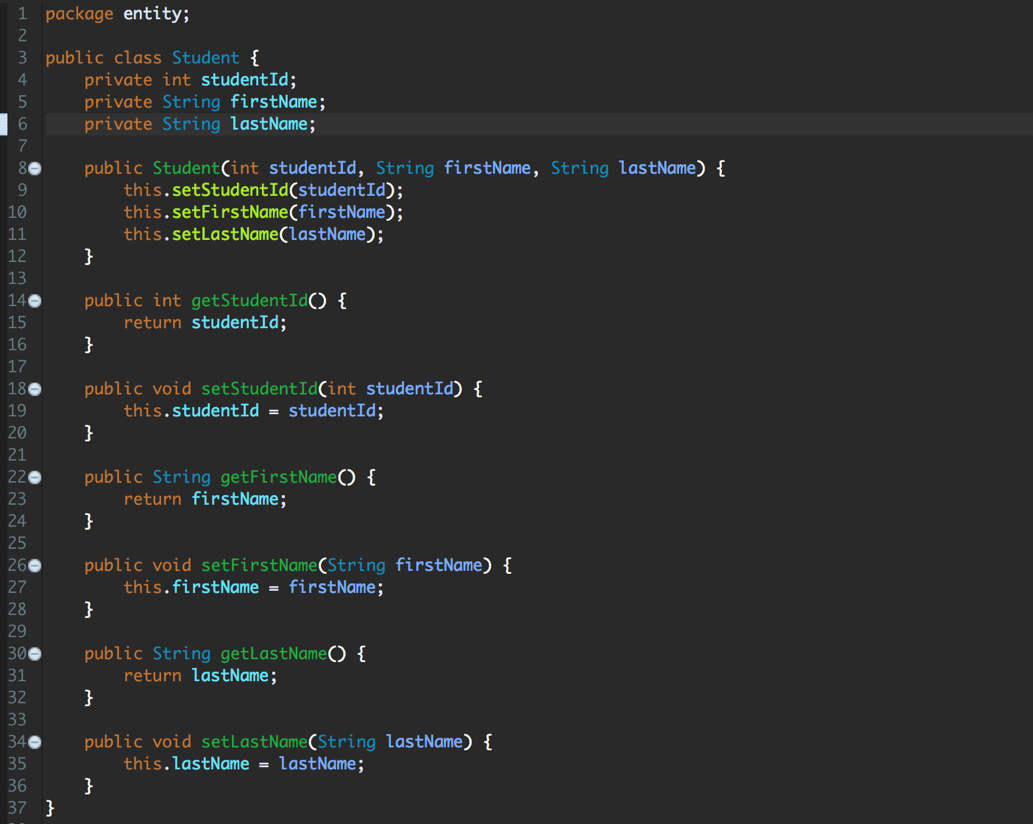 1 package entity;
2
3 public class Student {
4     private int studentId;
5     private String firstName;
6     private String lastName;
7
8     public Student(int studentId, String firstName, String lastName) {
9         this.setStudentId(studentId);
10         this.setFirstName(firstName);
11         this.setLastName(lastName);
12     }
13
14     public int getStudentId() {
15         return studentId;
16     }
17
18     public void setStudentId(int studentId) {
19         this.studentId = studentId;
20     }
21
22     public String getFirstName() {
23         return firstName;
24     }
25
26     public void setFirstName(String firstName) {
27         this.firstName = firstName;
28     }
29
30     public String getLastName() {
31         return lastName;
32     }
33
34     public void setLastName(String lastName) {
35         this.lastName = lastName;
36     }
37 }